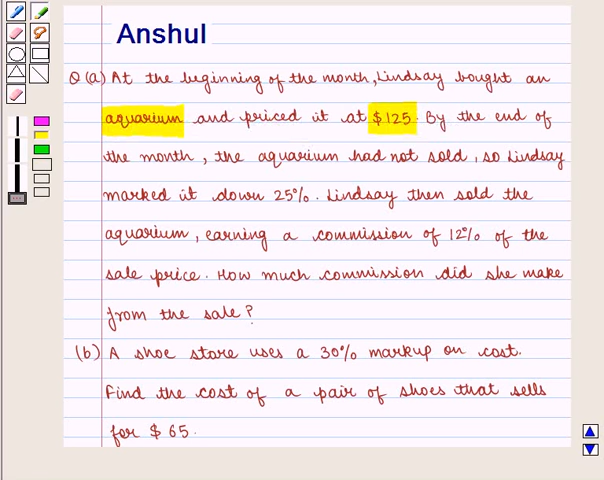 Anshul
Q (a) At the beginning of the month, Lindsay bought an
aquarium and priced it at $125. By the end of
the month, the aquarium had not sold, so Lindsay
marked it down 25%. Lindsay then sold the
aquarium, earning a commission of 12% of the
sale price. How much commission did she make
from the sale?
(b) A shoe store uses a 30% markup on cost.
Find the cost of a pair of shoes that sells
for $ 65.